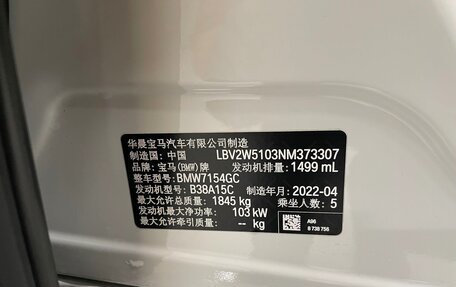 华晨宝马汽车有限公司制造
制造国: 中国 LBV2W5103NM373307
品牌: 宝马(BMW)牌 发动机排量: 1499 mL
整车型号: BMW7154GC
发动机型号: B38A15C 制造年月: 2022-04
最大允许总质量: 1845 kg 乘坐人数: 5
发动机最大净功率: 103 kW
最大允许牵引质量: -- kg
A96
8 738 756